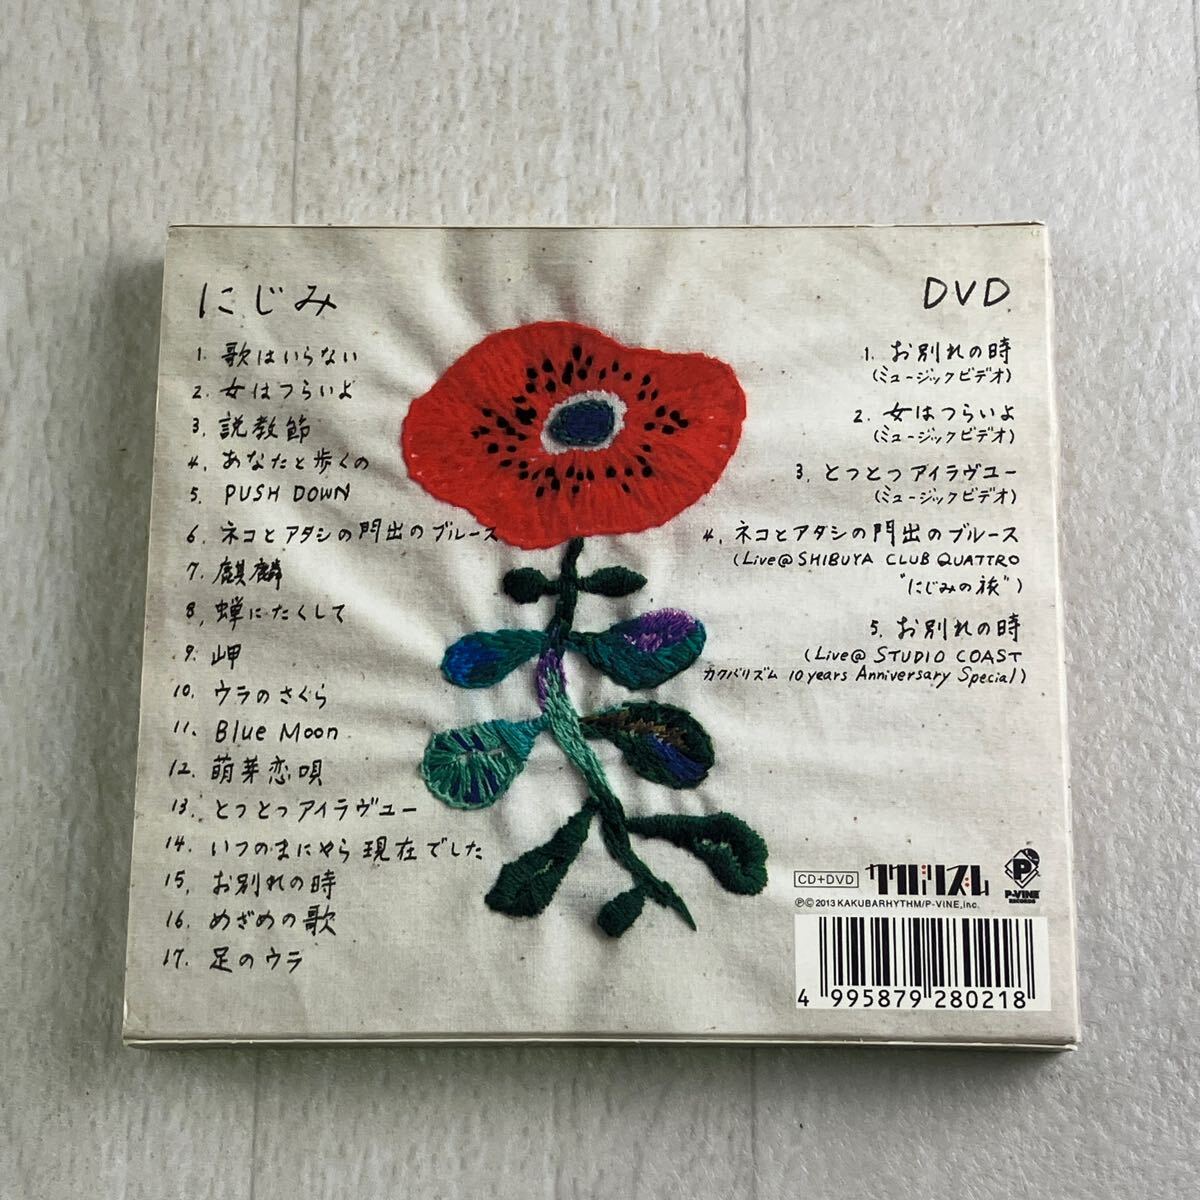 にじみ
1. 歌はいらない
2. 女はつらいよ
3. 説教節
4. あなたと歩くの
5. PUSH DOWN
6. ネコとアタシの門出のブルース
7. 麒麟
8. 蝉にたくして
9. 岬
10. ウラのさくら
11. Blue Moon
12. 萌芽恋唄
13. とつとつアイラヴユー
14. いつのまにやら現在でした
15. お別れの時
16. めざめの歌
17. 足のウラ
DVD
1. お別れの時
(ミュージックビデオ)
2. 女はつらいよ
(ミュージックビデオ)
3. とつとつアイラヴユー
(ミュージックビデオ)
4. ネコとアタシの門出のブルース
(Live@SHIBUYA CLUB QUATTRO
"にじみの旅")
5. お別れの時
(Live@STUDIO COAST
カクバリズム 10years Anniversary Special)
CD+DVD カクバリズム
P P-VINE RECORDS
℗©2013 KAKUBARHYTHM/P-VINE, inc.
4 995879 280218